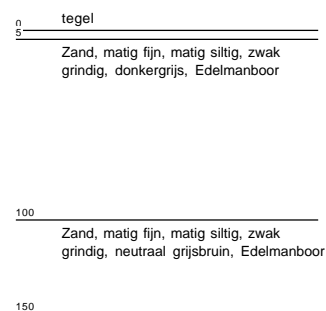 0 tegel
5
Zand, matig fijn, matig siltig, zwak
grindig, donkergrijs, Edelmanboor
100
Zand, matig fijn, matig siltig, zwak
grindig, neutraal grijsbruin, Edelmanboor
150